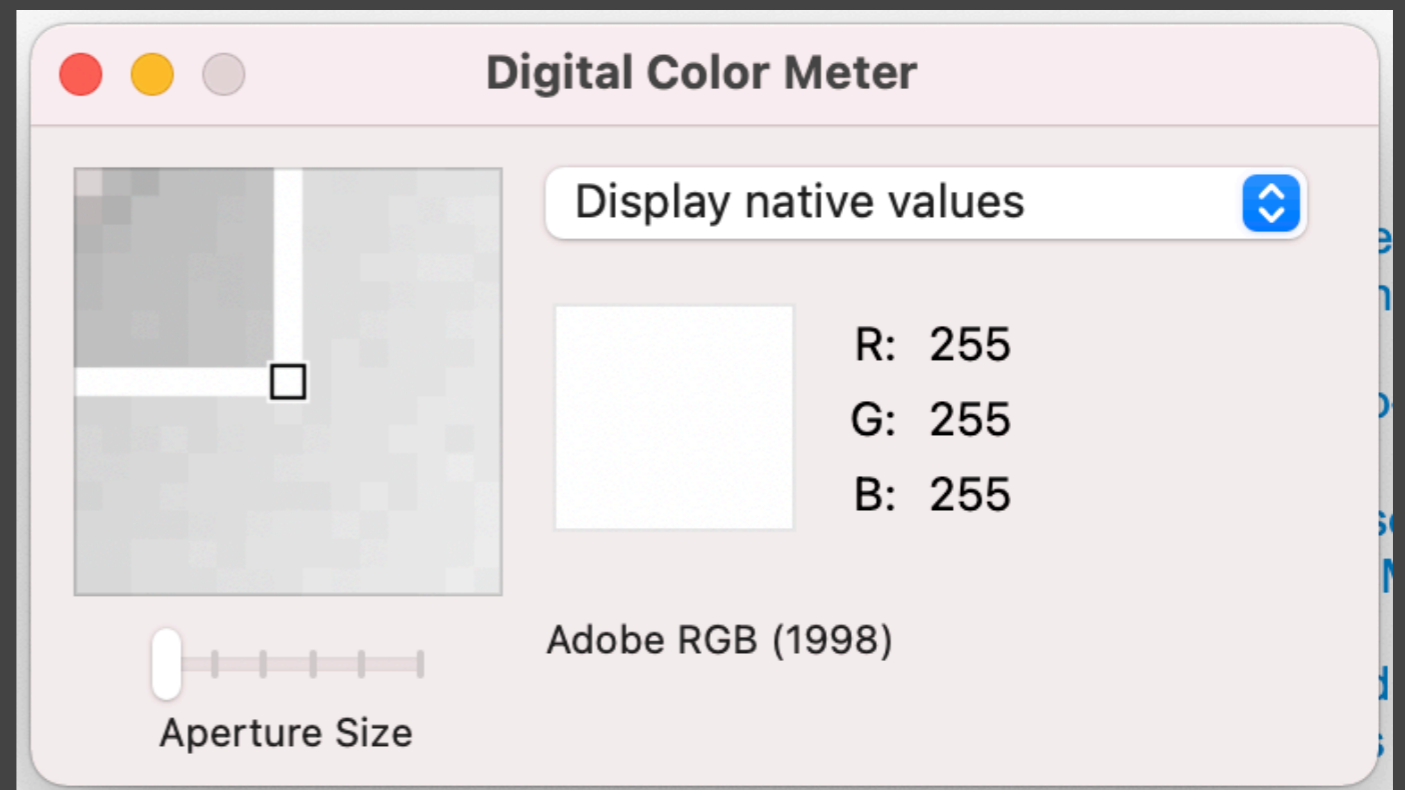 Digital Color Meter
Display native values
R: 255
G: 255
B: 255
Adobe RGB (1998)
Aperture Size